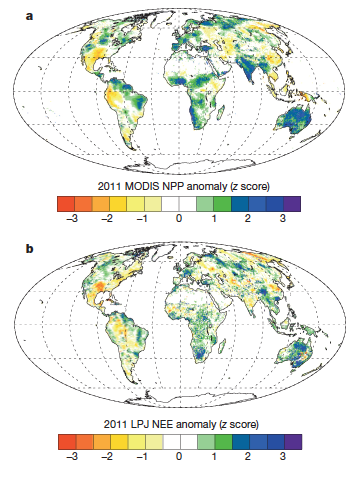 a
2011 MODIS NPP anomaly (z score)
−3 −2 −1 0 1 2 3
b
2011 LPJ NEE anomaly (z score)
−3 −2 −1 0 1 2 3